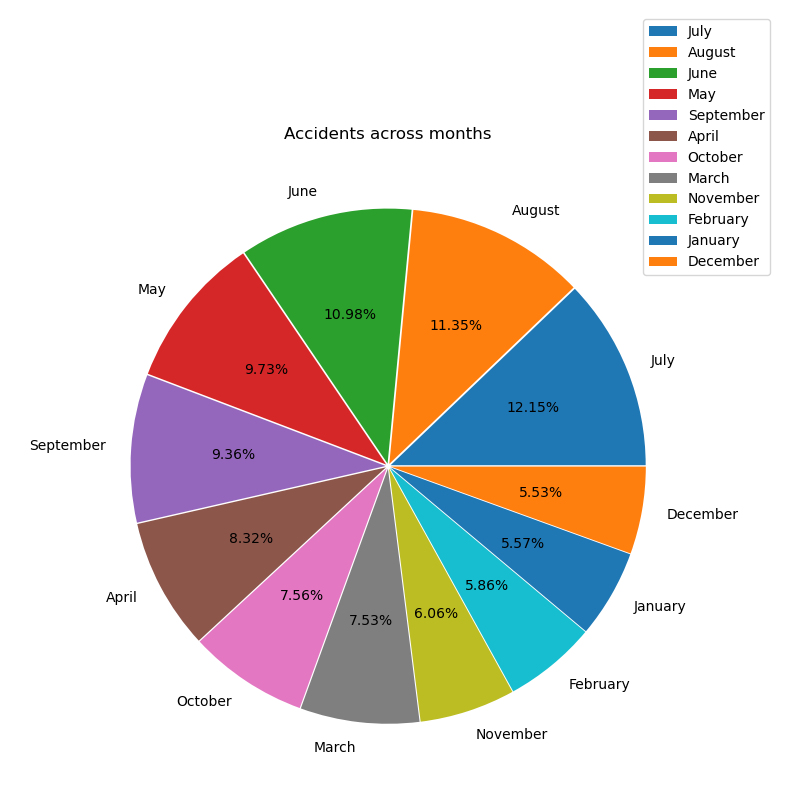 July
August
June
May
September
April
October
March
November
February
January
December
Accidents across months
June
August
May
July
10.98%
11.35%
9.73%
12.15%
September
9.36%
5.53%
December
8.32%
5.57%
April
7.56%
7.53%
6.06%
5.86%
January
October
February
March
November